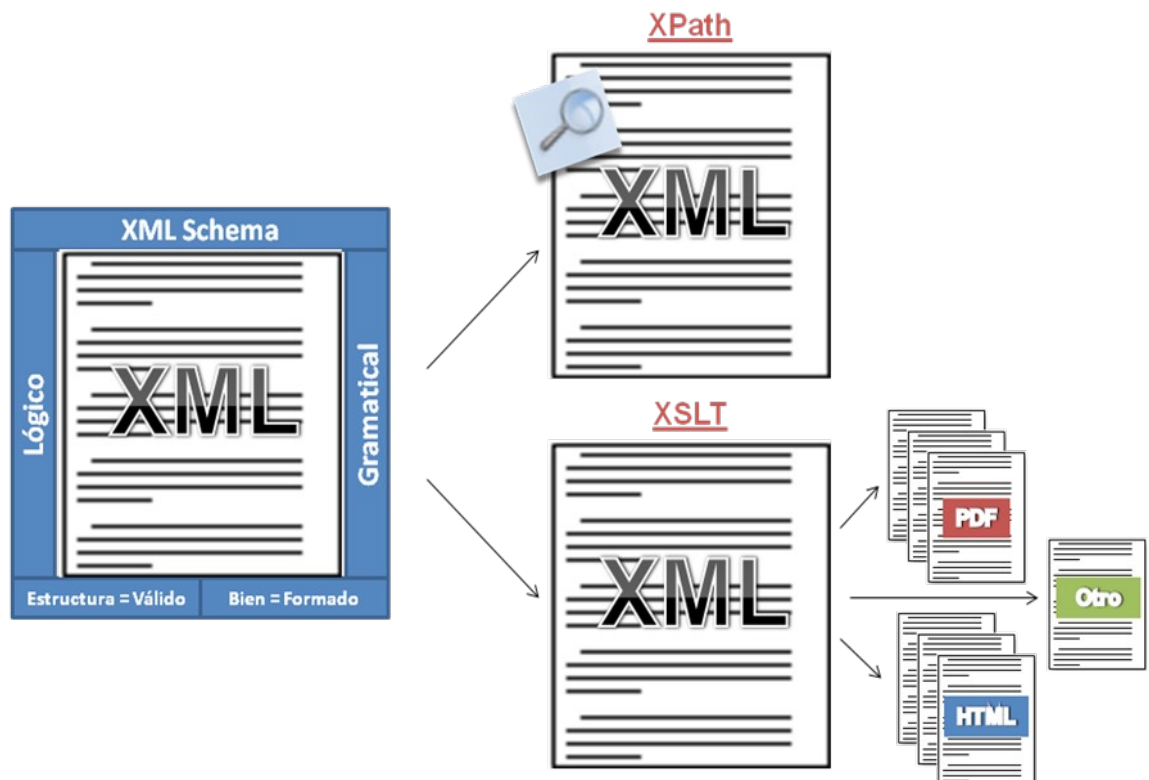 XPath
XML
XML Schema
Lógico
XML
Gramatical
Estructura = Válido
Bien = Formado
XSLT
XML
PDF
Otro
HTML